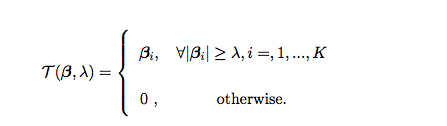 𝒯(𝜷, λ) = { 𝜷ᵢ, ∀|𝜷ᵢ| ≥ λ, i =, 1, ..., K
0 , otherwise.